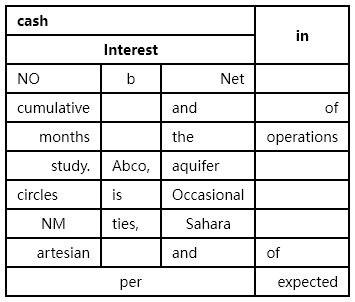 cash in
Interest
NO b Net
cumulative and of
months the operations
study. Abco, aquifer
circles is Occasional
NM ties, Sahara
artesian and of
per expected